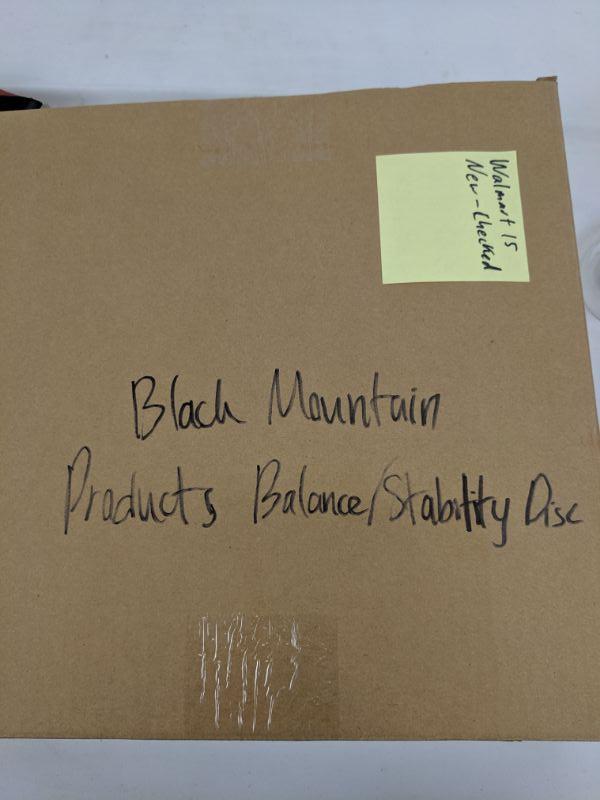 Walmart 15
New-Checked
Black Mountain
Products Balance/Stability Disc